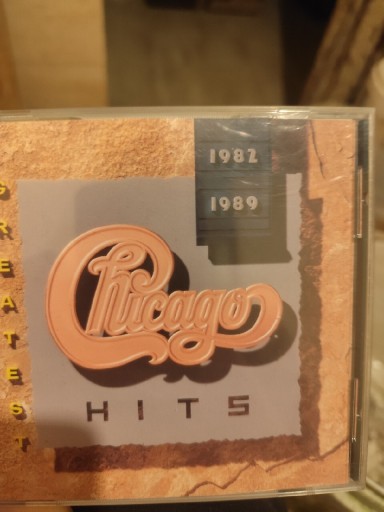 1982
1989
GREATEST
Chicago
HITS